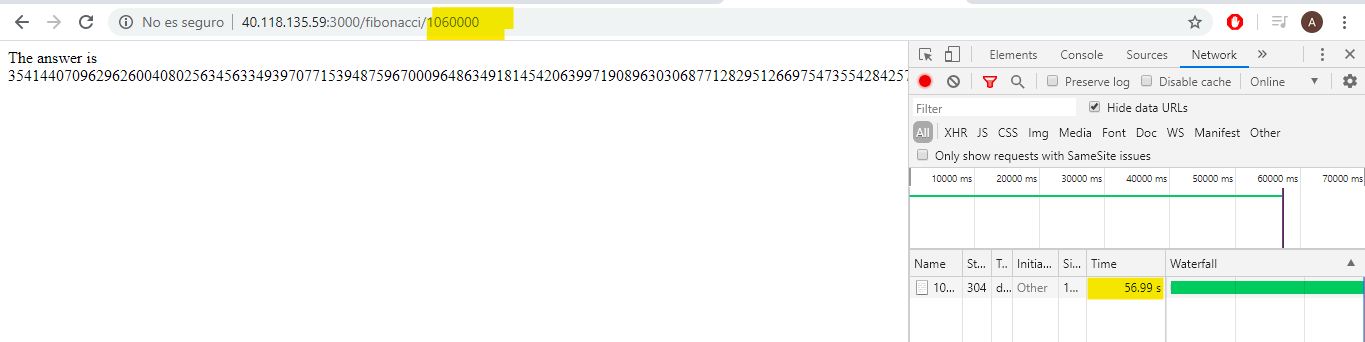 No es seguro 40.118.135.59:3000/fibonacci/1060000 A
The answer is
Elements Console Sources Network
Preserve log Disable cache Online
Filter Hide data URLs
All XHR JS CSS Img Media Font Doc WS Manifest Other
Only show requests with SameSite issues
10000 ms 20000 ms 30000 ms 40000 ms 50000 ms 60000 ms 70000 ms
Name St... T.. Initia... Si... Time Waterfall
10... 304 d... Other 1... 56.99 s